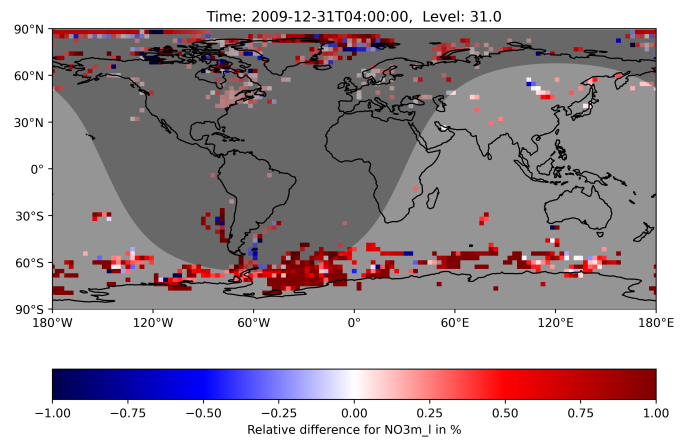 Time: 2009-12-31T04:00:00,  Level: 31.0
90°N
60°N
30°N
0°
30°S
60°S
90°S
180°W 120°W 60°W 0° 60°E 120°E 180°E
−1.00 −0.75 −0.50 −0.25 0.00 0.25 0.50 0.75 1.00
Relative difference for NO3m_l in %